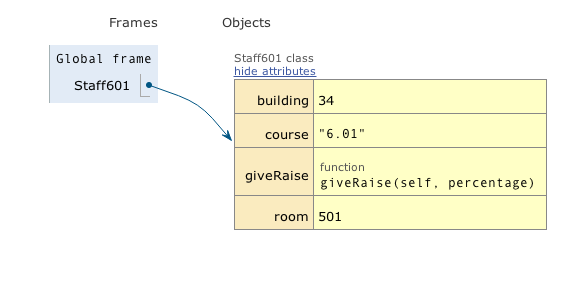 Frames Objects
Global frame
Staff601
Staff601 class
hide attributes
building 34
course "6.01"
giveRaise function
giveRaise(self, percentage)
room 501